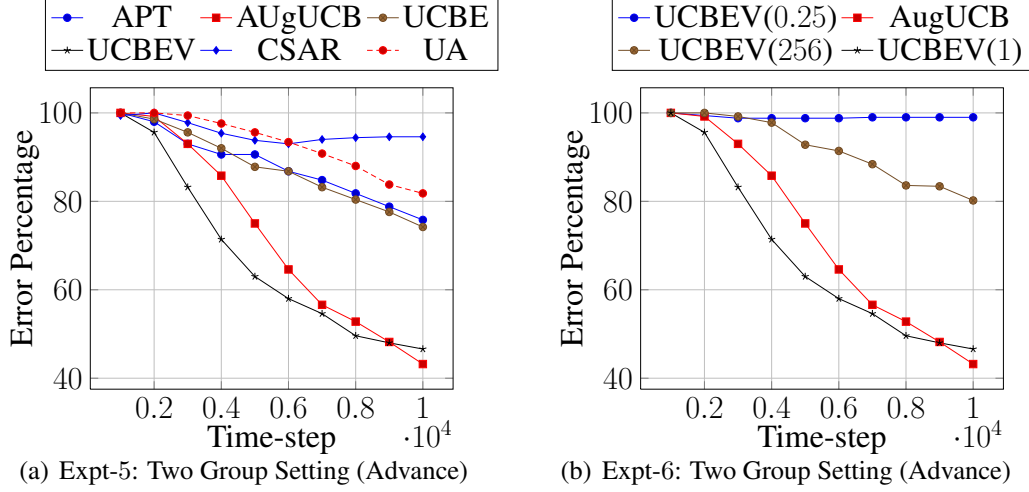 APT AUgUCB UCBE
UCBEV CSAR UA
100
80
60
40
0.2 0.4 0.6 0.8 1
·10^4
Time-step
Error Percentage
(a) Expt-5: Two Group Setting (Advance)
UCBEV(0.25) AugUCB
UCBEV(256) UCBEV(1)
100
80
60
40
0.2 0.4 0.6 0.8 1
·10^4
Time-step
Error Percentage
(b) Expt-6: Two Group Setting (Advance)